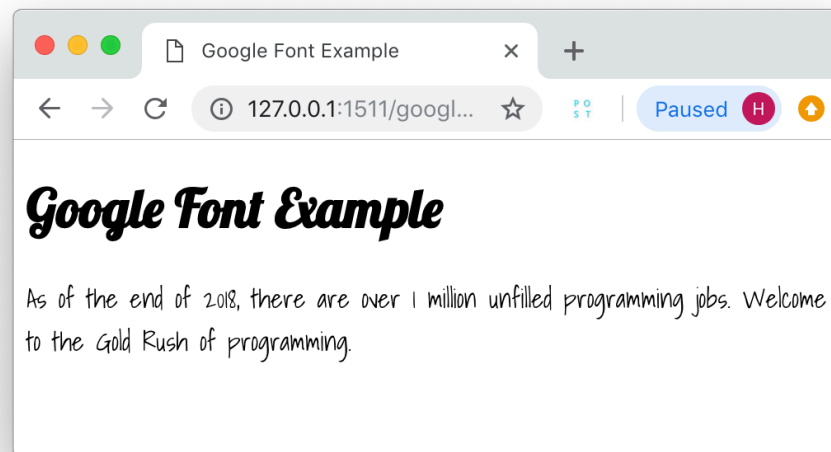 Google Font Example
127.0.0.1:1511/googl...
POST
Paused H
Google Font Example
As of the end of 2018, there are over 1 million unfilled programming jobs. Welcome
to the Gold Rush of programming.